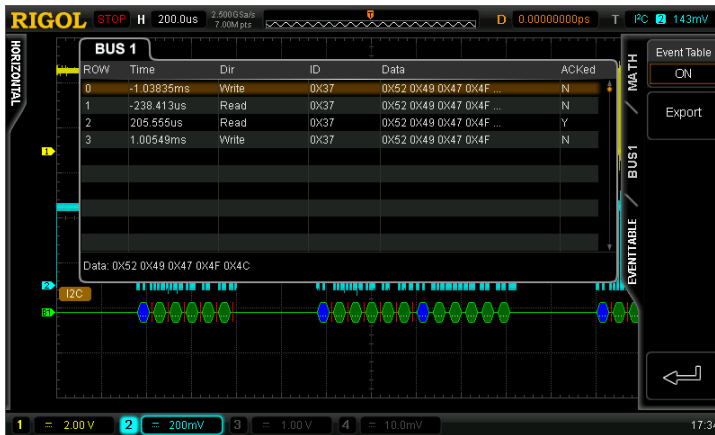 RIGOL STOP H 200.0us 2.500GSa/s 7.00M pts D 0.00000000ps T I²C 2 143mV
HORIZONTAL
BUS 1
ROW Time Dir ID Data ACKed
0 -1.03835ms Write 0X37 0X52 0X49 0X47 0X4F ... N
1 -238.413us Read 0X37 0X52 0X49 0X47 0X4F ... N
2 205.555us Read 0X37 0X52 0X49 0X47 0X4F Y
3 1.00549ms Write 0X37 0X52 0X49 0X47 0X4F N
Data: 0X52 0X49 0X47 0X4F 0X4C
MATH
BUS1
EVENTTABLE
Event Table
ON
Export
1
2
I2C
B1
1 = 2.00 V 2 = 200mV 3 = 1.00 V 4 = 10.0mV 17:34